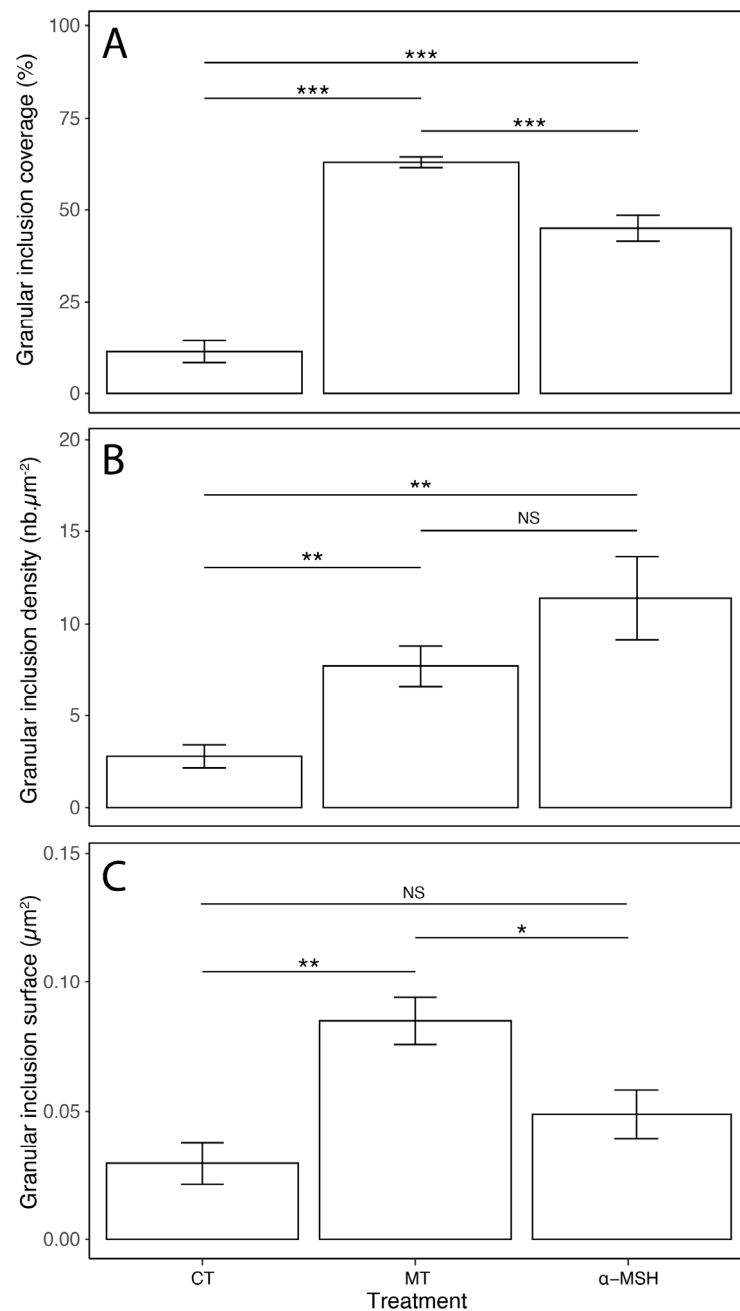 A
Granular inclusion coverage (%)
100
75
50
25
0
***
***
***
B
Granular inclusion density (nb.µm-2)
20
15
10
5
0
**
NS
**
C
Granular inclusion surface (µm²)
0.15
0.10
0.05
0.00
NS
*
**
CT MT α−MSH
Treatment